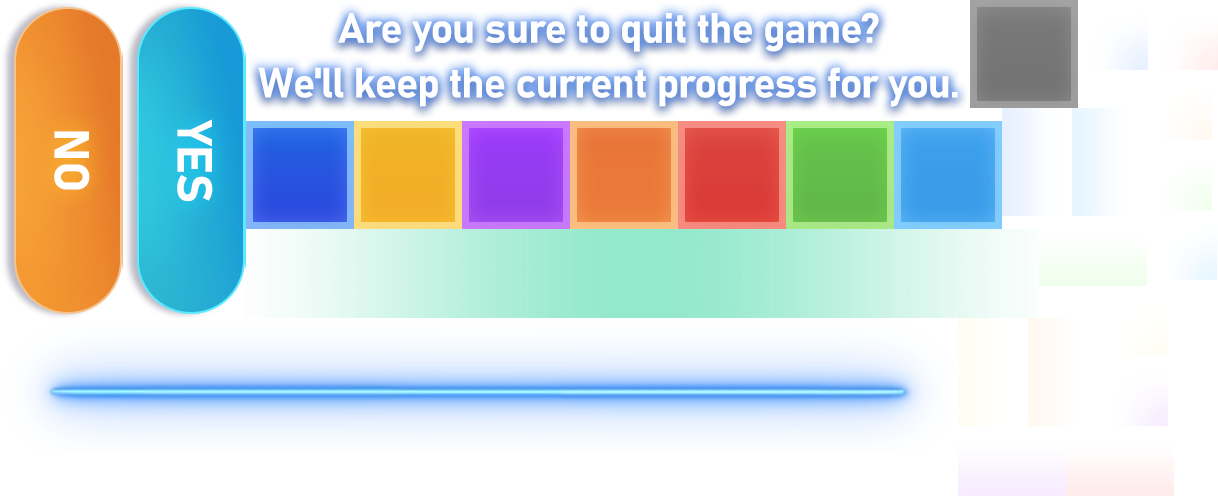 NO
YES
Are you sure to quit the game?
We'll keep the current progress for you.